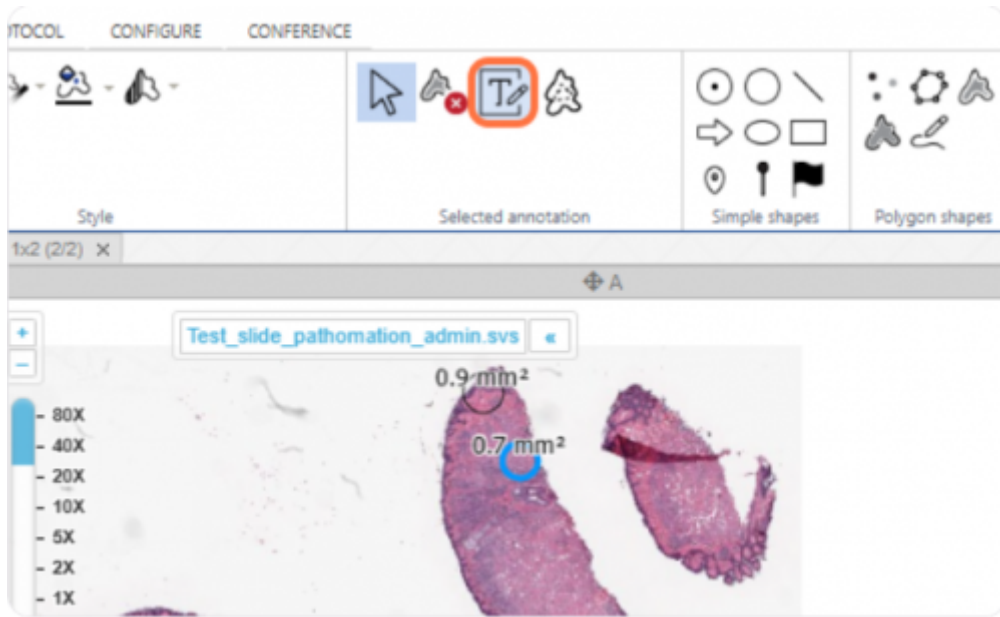 TOCOL CONFIGURE CONFERENCE
T
Style Selected annotation Simple shapes Polygon shapes
1x2 (2/2) ×
A
+
Test_slide_pathomation_admin.svs «
−
0.9 mm²
80X
0.7 mm²
40X
20X
10X
5X
2X
1X